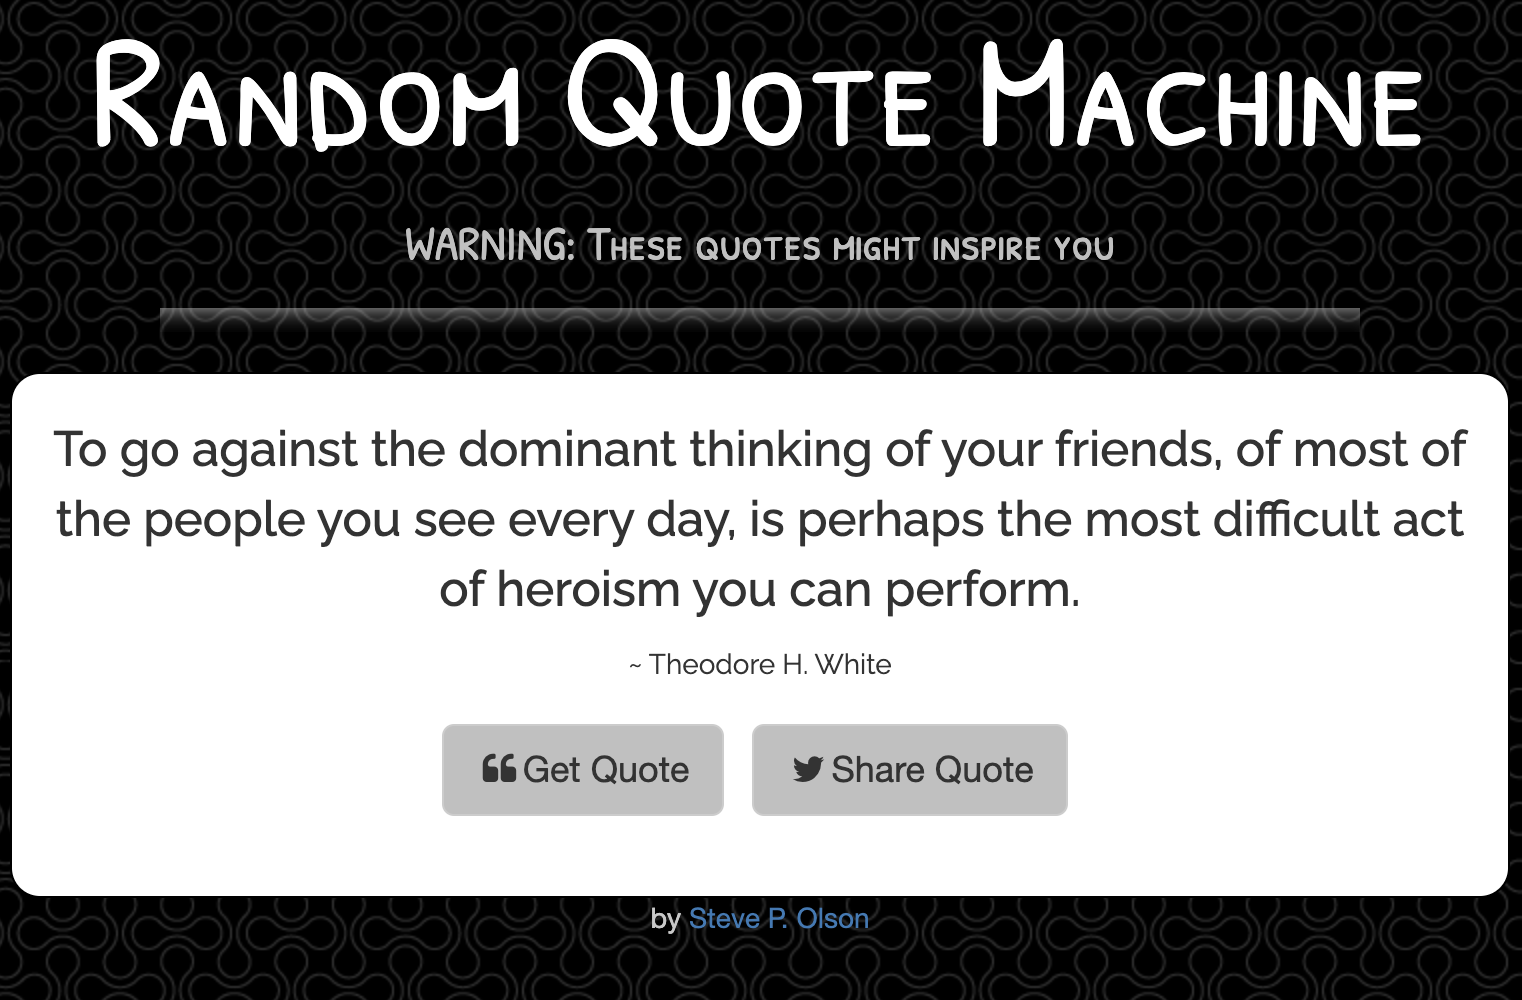 Random Quote Machine
WARNING: These quotes might inspire you
To go against the dominant thinking of your friends, of most of
the people you see every day, is perhaps the most difficult act
of heroism you can perform.
~ Theodore H. White
Get Quote
Share Quote
by Steve P. Olson